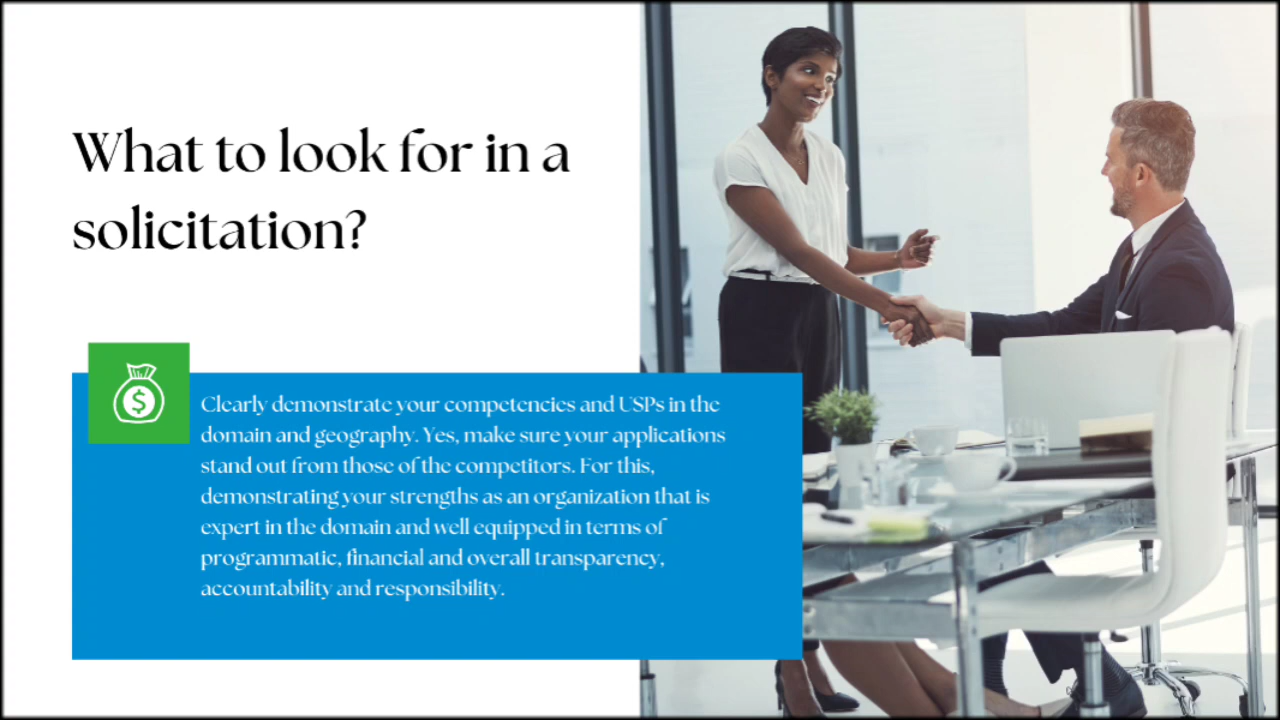 What to look for in a
solicitation?
$
Clearly demonstrate your competencies and USPs in the
domain and geography. Yes, make sure your applications
stand out from those of the competitors. For this,
demonstrating your strengths as an organization that is
expert in the domain and well equipped in terms of
programmatic, financial and overall transparency,
accountability and responsibility.